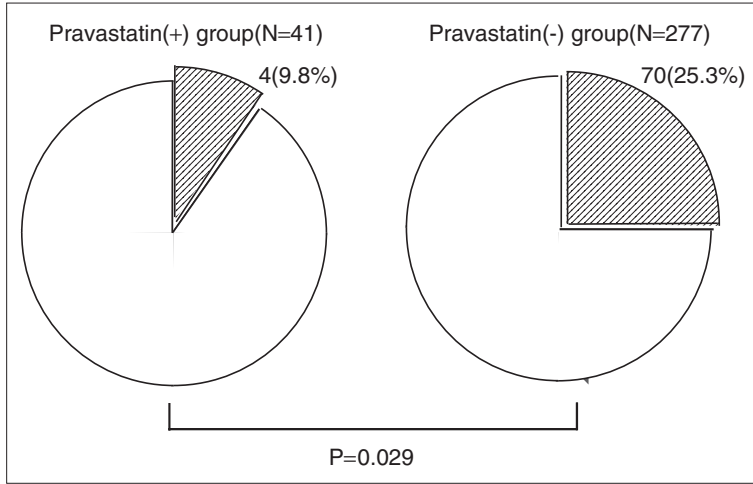 Pravastatin(+) group(N=41)
4(9.8%)
Pravastatin(-) group(N=277)
70(25.3%)
P=0.029